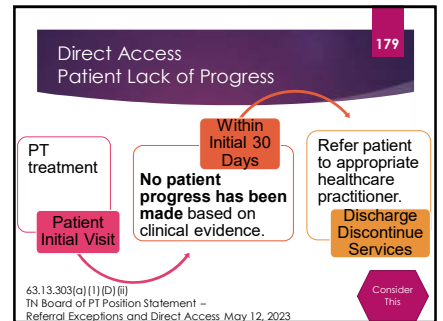 179
Direct Access
Patient Lack of Progress
PT
treatment
Patient
Initial Visit
Within
Initial 30
Days
No patient
progress has been
made based on
clinical evidence.
Refer patient
to appropriate
healthcare
practitioner.
Discharge
Discontinue
Services
63.13.303(a)(1)(D)(ii)
TN Board of PT Position Statement –
Referral Exceptions and Direct Access May 12, 2023
Consider
This